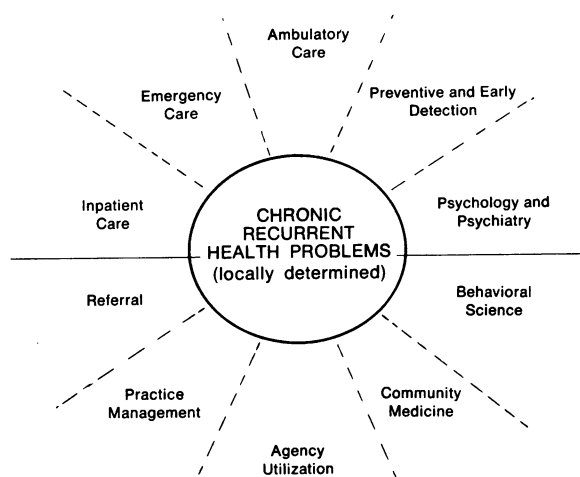 Ambulatory
Care
Emergency
Care
Preventive and Early
Detection
Inpatient
Care
CHRONIC
RECURRENT
HEALTH PROBLEMS
(locally determined)
Psychology and
Psychiatry
Referral
Behavioral
Science
Practice
Management
Community
Medicine
Agency
Utilization